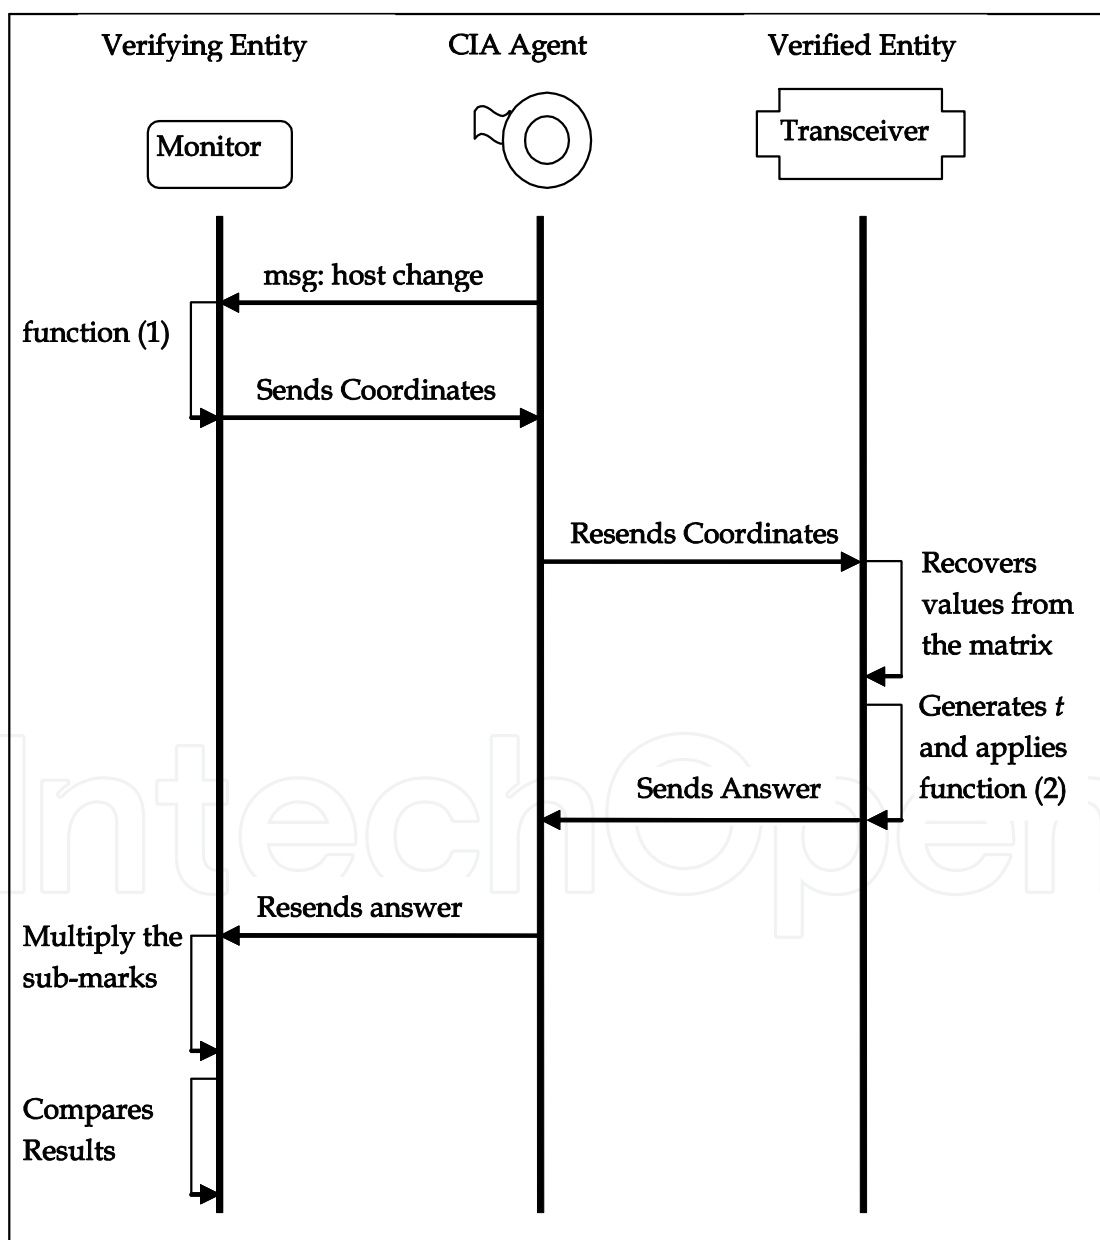 Verifying Entity
CIA Agent
Verified Entity
Monitor
Transceiver
msg: host change
function (1)
Sends Coordinates
Resends Coordinates
Recovers
values from
the matrix
Generates t
and applies
function (2)
Sends Answer
Resends answer
Multiply the
sub-marks
Compares
Results
IntechOpen